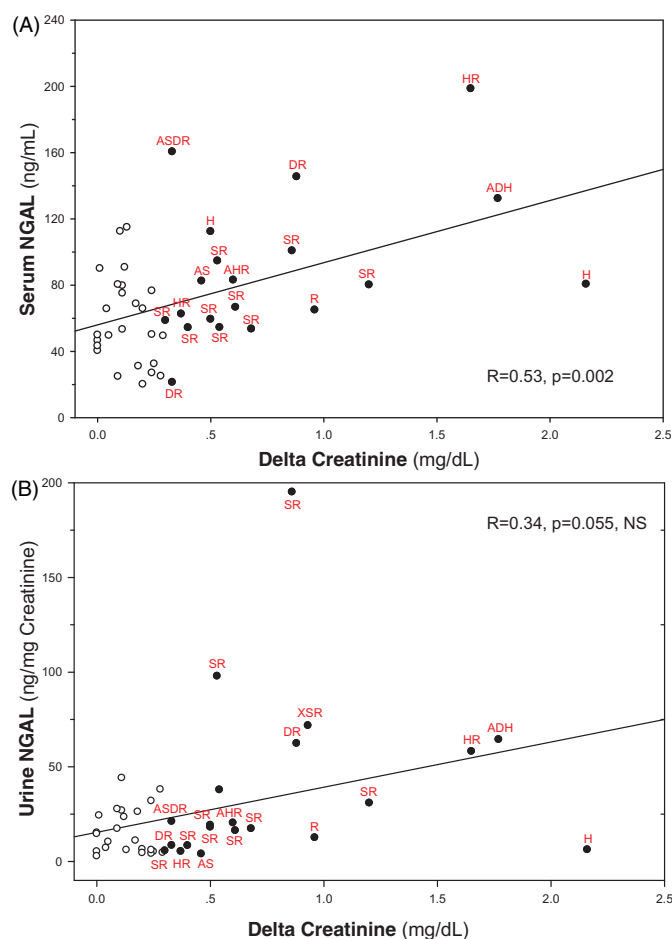 (A)
240
200
160
120
80
40
0
Serum NGAL (ng/mL)
HR
ASDR
DR
ADH
H
SR
SR
AS
AHR
SR
H
HR
SR
SR
SR
R
SR
SR
SR
DR
R=0.53, p=0.002
0.0
.5
1.0
1.5
2.0
2.5
Delta Creatinine (mg/dL)
(B)
200
150
100
50
0
Urine NGAL (ng/mg Creatinine)
SR
R=0.34, p=0.055, NS
SR
XSR
DR
ADH
HR
SR
ASDR
SR
AHR
SR
R
DR
SR
SR
SR
H
SR
HR
AS
0.0
.5
1.0
1.5
2.0
2.5
Delta Creatinine (mg/dL)